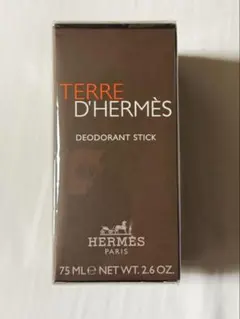 TERRE
D'HERMÈS
DEODORANT STICK
HERMÈS
PARIS
75 ML ℮ NET WT. 2.6 OZ.